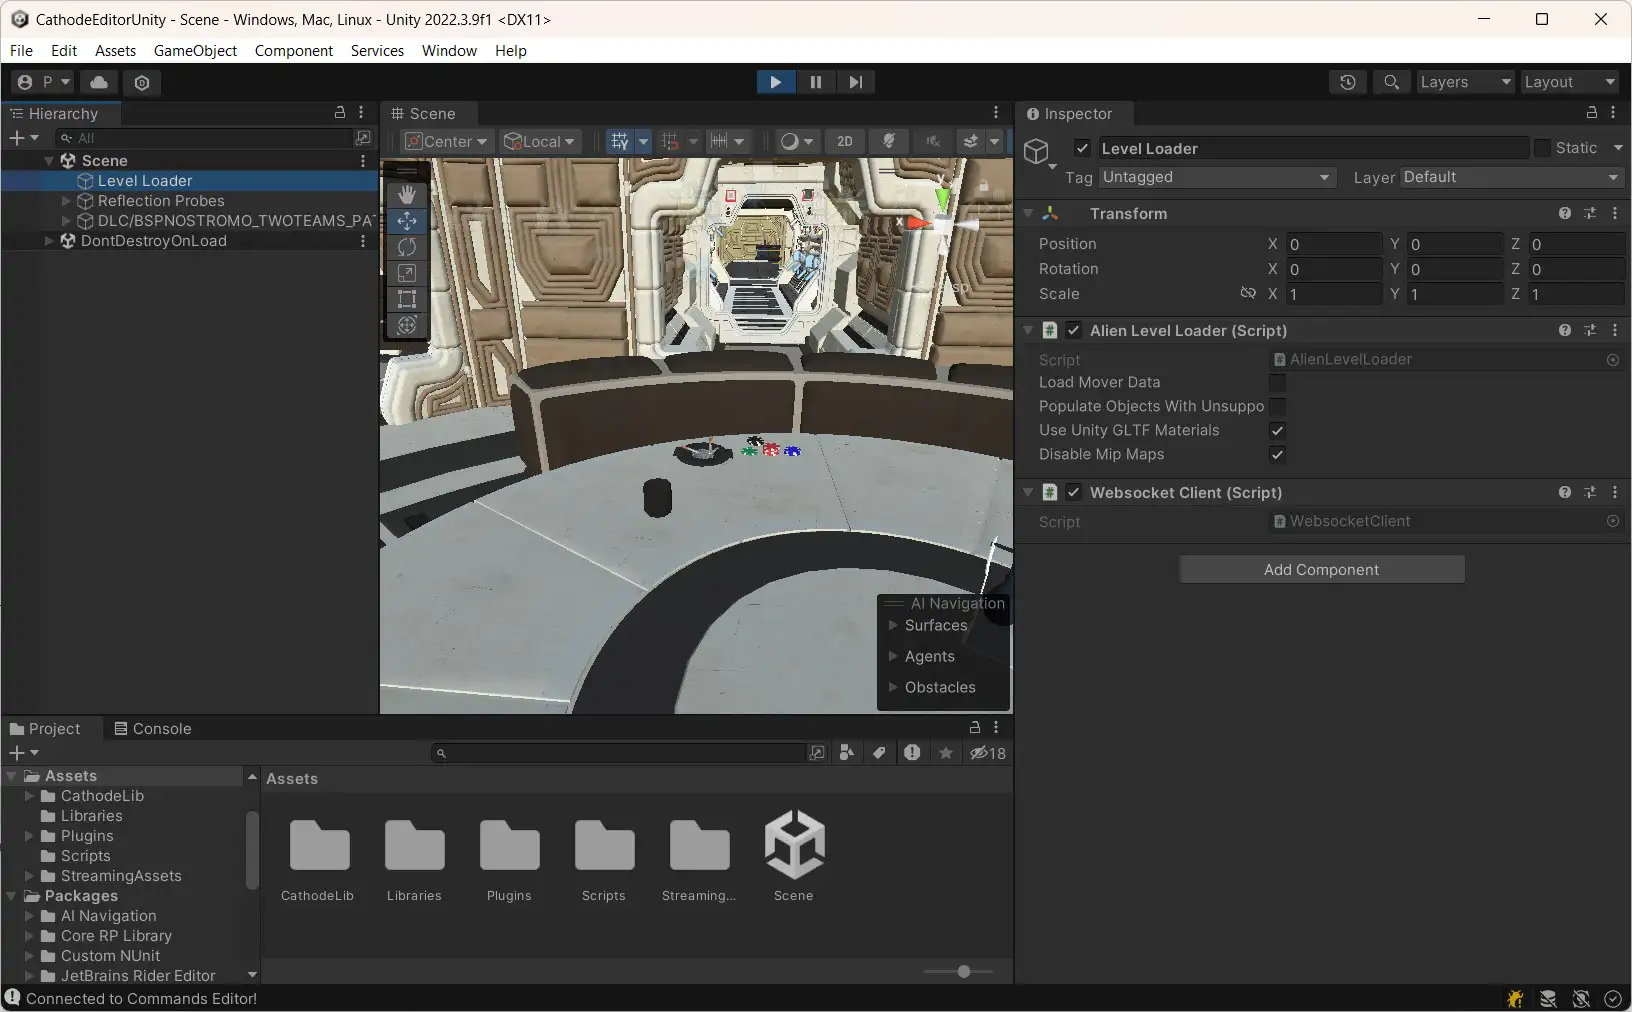 CathodeEditorUnity - Scene - Windows, Mac, Linux - Unity 2022.3.9f1 <DX11>
File Edit Assets GameObject Component Services Window Help
P Layers Layout
Hierarchy
All
Scene
Level Loader
Reflection Probes
DLC/BSPNOSTROMO_TWOTEAMS_PA
DontDestroyOnLoad
Scene
Center Local 2D
y
x
AI Navigation
Surfaces
Agents
Obstacles
Inspector
Level Loader Static
Tag Untagged Layer Default
Transform
Position X 0 Y 0 Z 0
Rotation X 0 Y 0 Z 0
Scale X 1 Y 1 Z 1
# Alien Level Loader (Script)
Script # AlienLevelLoader
Load Mover Data
Populate Objects With Unsuppo
Use Unity GLTF Materials
Disable Mip Maps
# Websocket Client (Script)
Script # WebsocketClient
Add Component
Project Console
18
Assets
CathodeLib
Libraries
Plugins
Scripts
StreamingAssets
Packages
AI Navigation
Core RP Library
Custom NUnit
JetBrains Rider Editor
Assets
CathodeLib Libraries Plugins Scripts Streaming... Scene
Connected to Commands Editor!